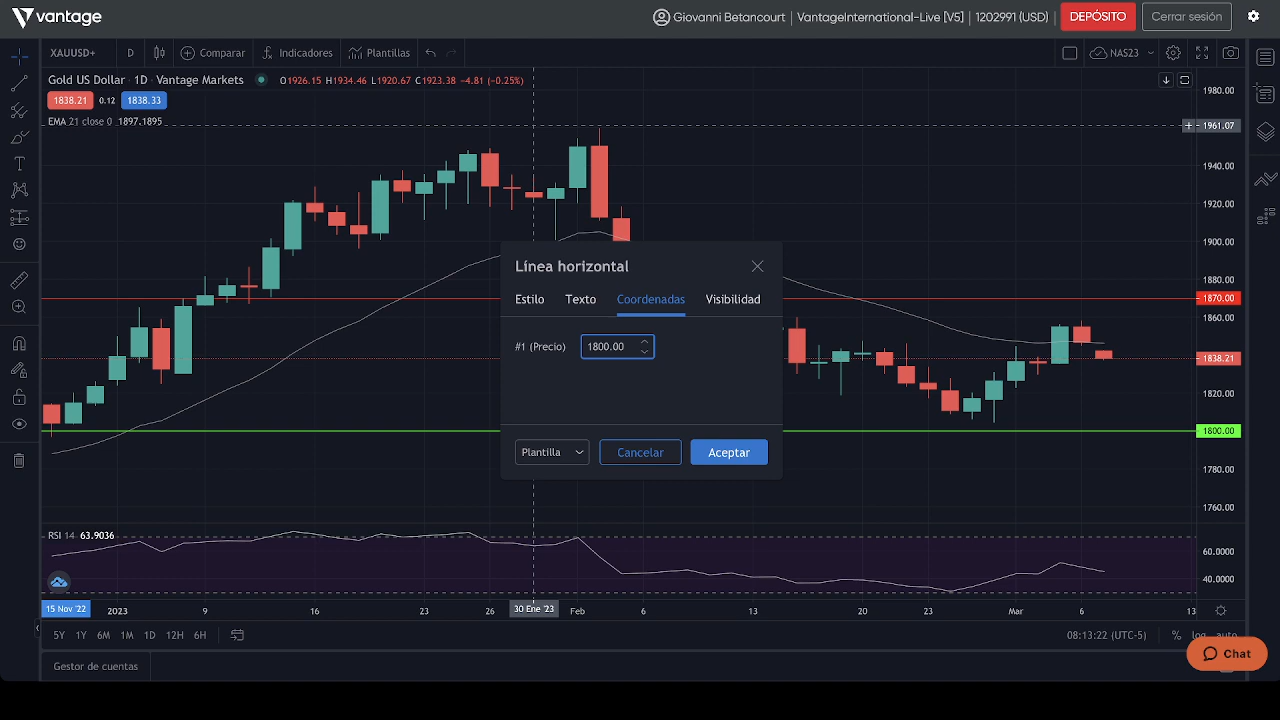 vantage
Giovanni Betancourt | VantageInternational-Live [V5] | 1202991 (USD) DEPÓSITO Cerrar sesión
XAUUSD+ D Comparar Indicadores Plantillas NAS23
Gold US Dollar · 1D · Vantage Markets O1926.15 H1934.46 L1920.67 C1923.38 -4.81 (-0.25%)
1838.21 0.12 1838.33
EMA 21 close 0 1897.1895
1980.00
1961.07
1940.00
1920.00
1900.00
1880.00
1870.00
1860.00
1838.21
1820.00
1800.00
1780.00
1760.00
Línea horizontal
Estilo Texto Coordenadas Visibilidad
#1 (Precio) 1800.00
Plantilla Cancelar Aceptar
RSI 14 63.9036
60.0000
40.0000
15 Nov '22 2023 9 16 23 26 30 Ene '23 Feb 6 13 20 23 Mar 6 13
5Y 1Y 6M 1M 1D 12H 6H 08:13:22 (UTC-5) % log auto
Chat
Gestor de cuentas